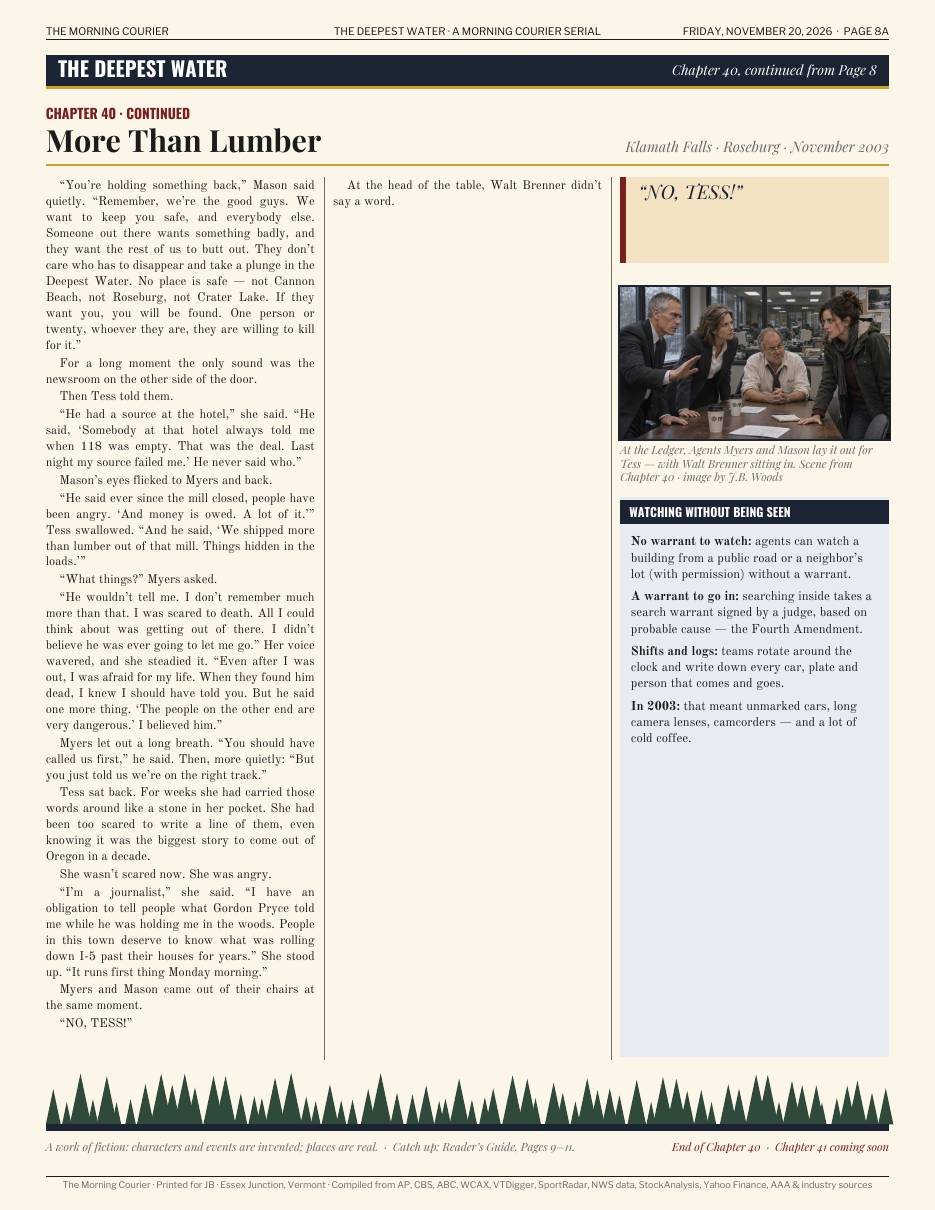 THE MORNING COURIER
THE DEEPEST WATER · A MORNING COURIER SERIAL
FRIDAY, NOVEMBER 20, 2026 · PAGE 8A
THE DEEPEST WATER
Chapter 40, continued from Page 8
CHAPTER 40 · CONTINUED
More Than Lumber
Klamath Falls · Roseburg · November 2003
“You’re holding something back,” Mason said
quietly. “Remember, we’re the good guys. We
want to keep you safe, and everybody else.
Someone out there wants something badly, and
they want the rest of us to butt out. They don’t
care who has to disappear and take a plunge in the
Deepest Water. No place is safe — not Cannon
Beach, not Roseburg, not Crater Lake. If they
want you, you will be found. One person or
twenty, whoever they are, they are willing to kill
for it.”
For a long moment the only sound was the
newsroom on the other side of the door.
Then Tess told them.
“He had a source at the hotel,” she said. “He
said, ‘Somebody at that hotel always told me
when 118 was empty. That was the deal. Last
night my source failed me.’ He never said who.”
Mason’s eyes flicked to Myers and back.
“He said ever since the mill closed, people have
been angry. ‘And money is owed. A lot of it.’”
Tess swallowed. “And he said, ‘We shipped more
than lumber out of that mill. Things hidden in the
loads.’”
“What things?” Myers asked.
“He wouldn’t tell me. I don’t remember much
more than that. I was scared to death. All I could
think about was getting out of there. I didn’t
believe he was ever going to let me go.” Her voice
wavered, and she steadied it. “Even after I was
out, I was afraid for my life. When they found him
dead, I knew I should have told you. But he said
one more thing. ‘The people on the other end are
very dangerous.’ I believed him.”
Myers let out a long breath. “You should have
called us first,” he said. Then, more quietly: “But
you just told us we’re on the right track.”
Tess sat back. For weeks she had carried those
words around like a stone in her pocket. She had
been too scared to write a line of them, even
knowing it was the biggest story to come out of
Oregon in a decade.
She wasn’t scared now. She was angry.
“I’m a journalist,” she said. “I have an
obligation to tell people what Gordon Pryce told
me while he was holding me in the woods. People
in this town deserve to know what was rolling
down I-5 past their houses for years.” She stood
up. “It runs first thing Monday morning.”
Myers and Mason came out of their chairs at
the same moment.
“NO, TESS!”
At the head of the table, Walt Brenner didn’t
say a word.
“NO, TESS!”
At the Ledger, Agents Myers and Mason lay it out for
Tess — with Walt Brenner sitting in. Scene from
Chapter 40 · image by J.B. Woods
WATCHING WITHOUT BEING SEEN
No warrant to watch: agents can watch a
building from a public road or a neighbor’s
lot (with permission) without a warrant.
A warrant to go in: searching inside takes a
search warrant signed by a judge, based on
probable cause — the Fourth Amendment.
Shifts and logs: teams rotate around the
clock and write down every car, plate and
person that comes and goes.
In 2003: that meant unmarked cars, long
camera lenses, camcorders — and a lot of
cold coffee.
A work of fiction: characters and events are invented; places are real. · Catch up: Reader’s Guide, Pages 9–11.
End of Chapter 40 · Chapter 41 coming soon
The Morning Courier · Printed for JB · Essex Junction, Vermont · Compiled from AP, CBS, ABC, WCAX, VTDigger, SportRadar, NWS data, StockAnalysis, Yahoo Finance, AAA & industry sources